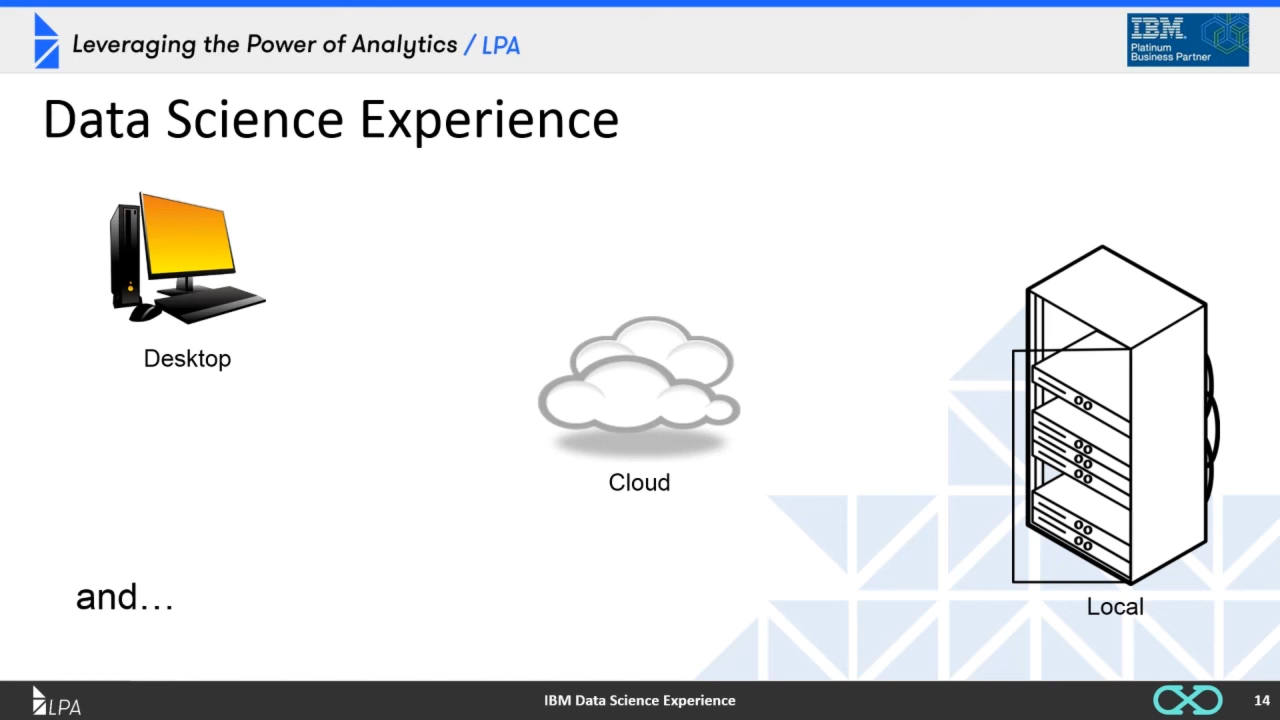 Leveraging the Power of Analytics / LPA
IBM
Platinum
Business Partner
Data Science Experience
Desktop
Cloud
Local
and...
LPA
IBM Data Science Experience
14